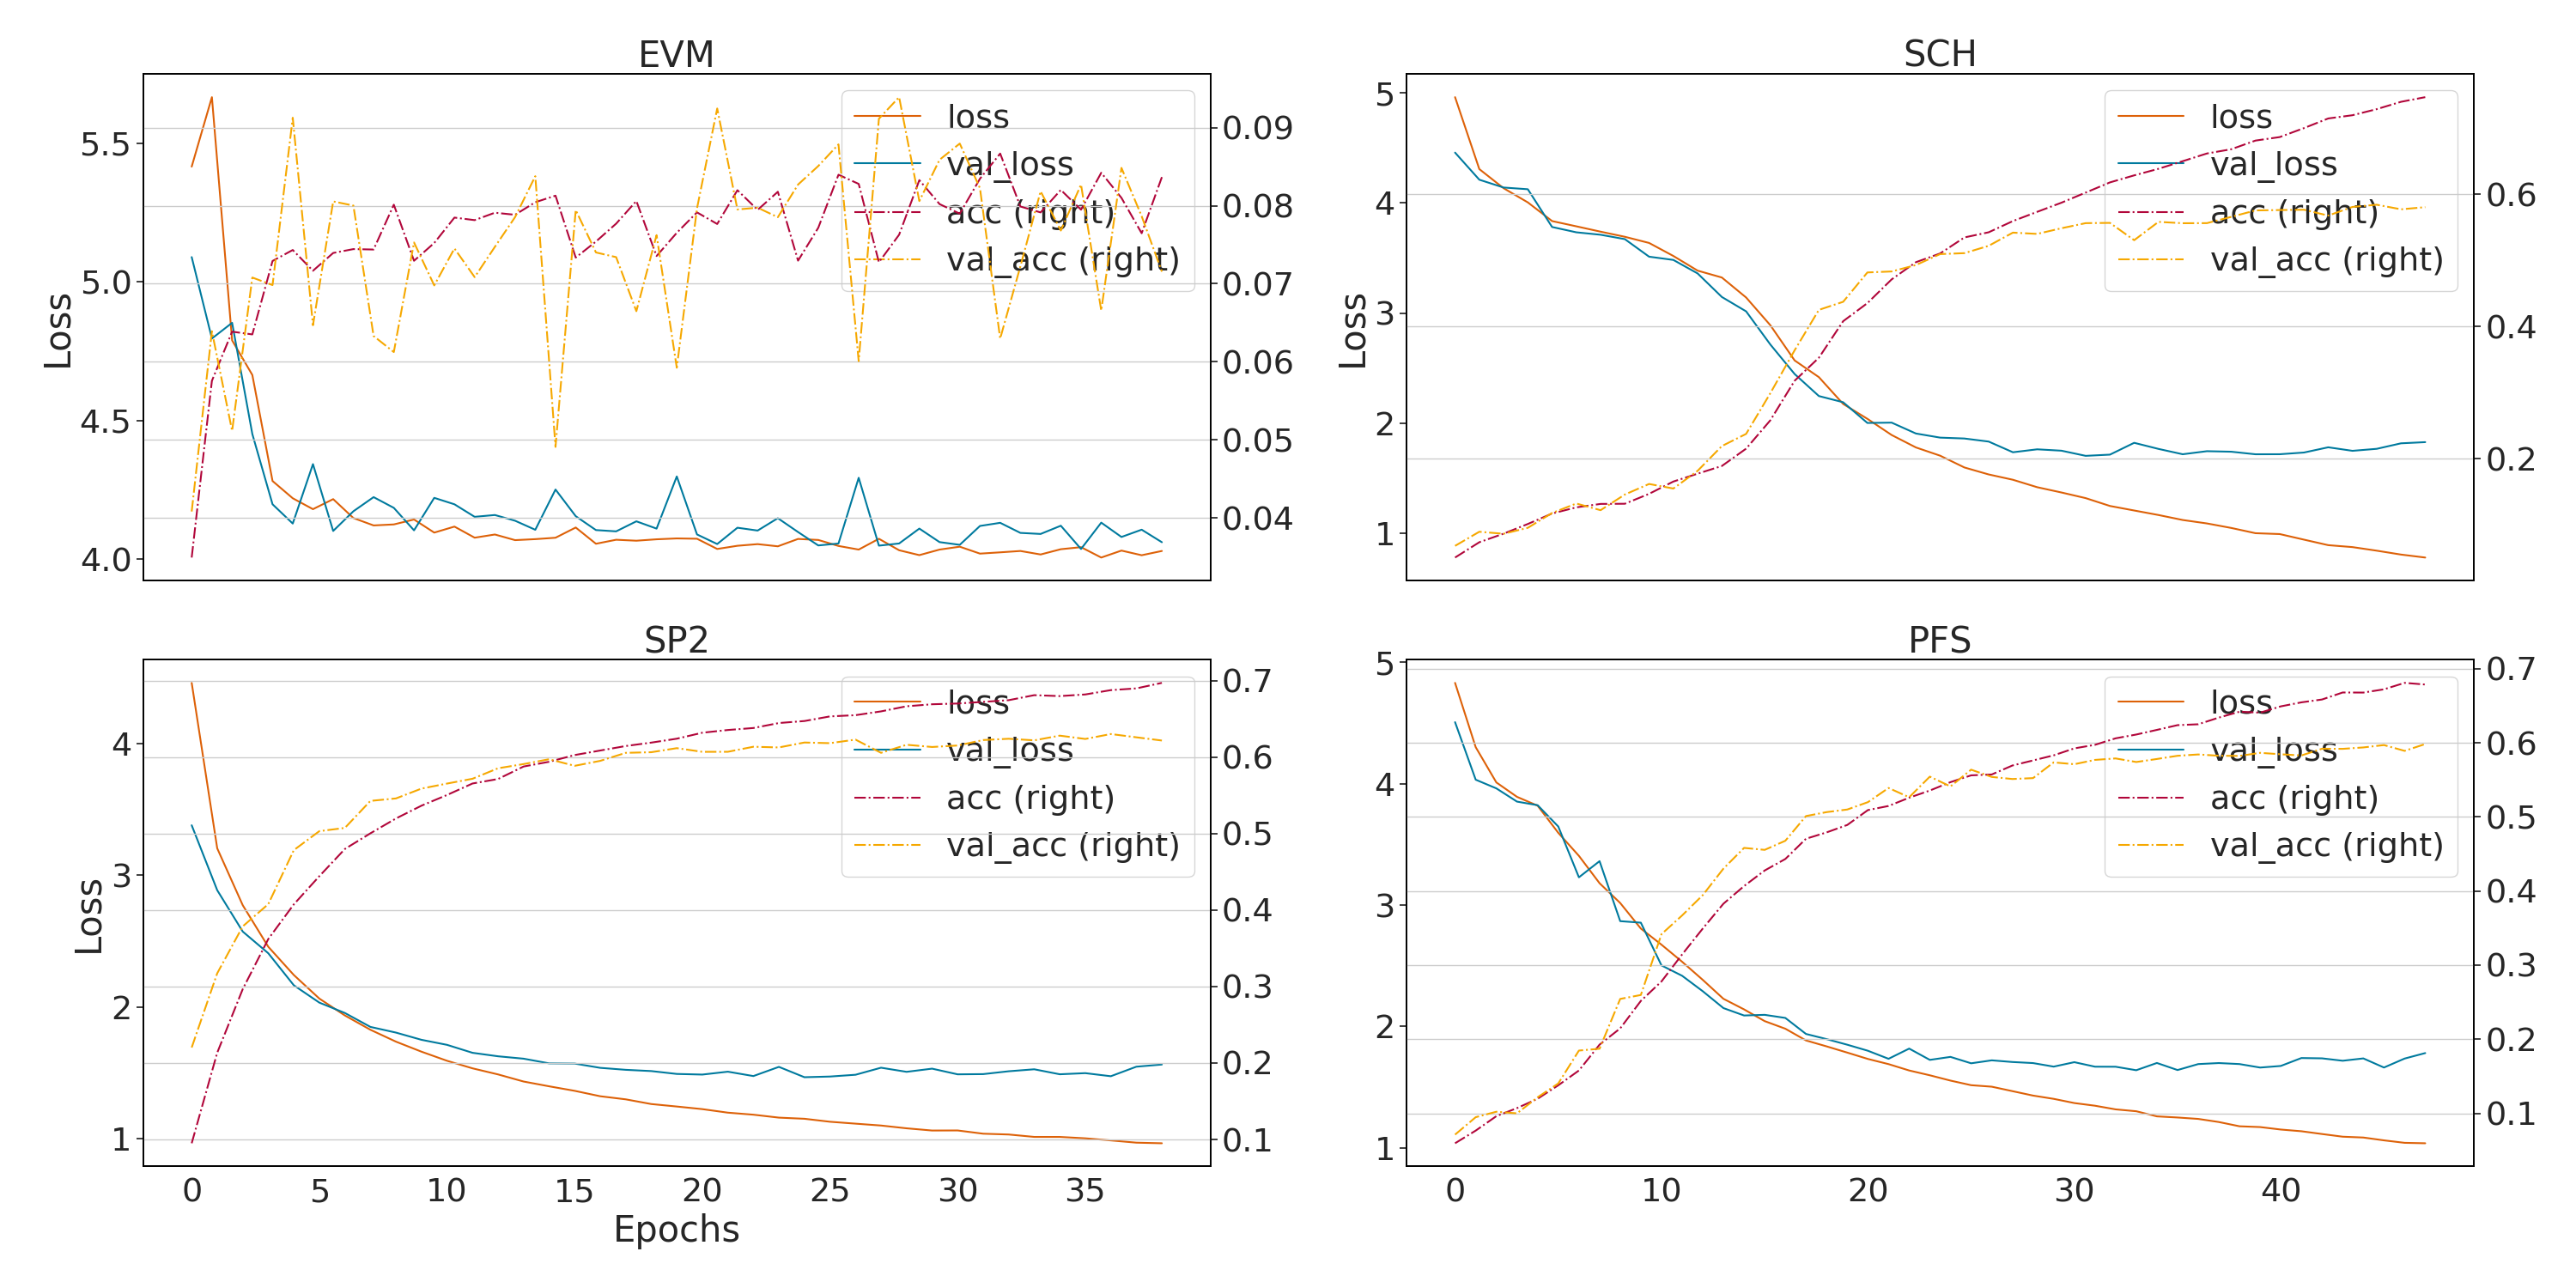 EVM
5.5
5.0
4.5
4.0
Loss
0.09
0.08
0.07
0.06
0.05
0.04
loss
val_loss
acc (right)
val_acc (right)
SCH
5
4
3
2
1
Loss
0.6
0.4
0.2
loss
val_loss
acc (right)
val_acc (right)
SP2
4
3
2
1
Loss
0.7
0.6
0.5
0.4
0.3
0.2
0.1
loss
val_loss
acc (right)
val_acc (right)
0 5 10 15 20 25 30 35
Epochs
PFS
5
4
3
2
1
0.7
0.6
0.5
0.4
0.3
0.2
0.1
loss
val_loss
acc (right)
val_acc (right)
0 10 20 30 40